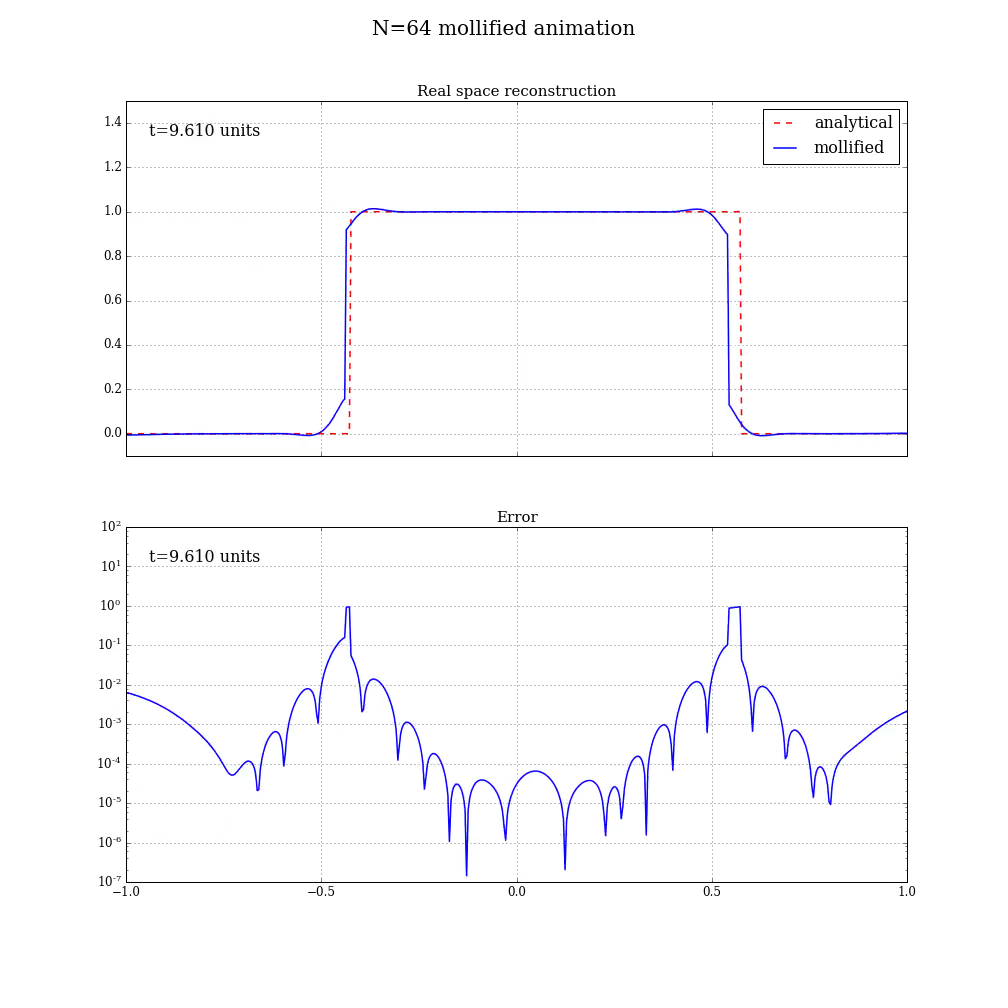 N=64 mollified animation
Real space reconstruction
t=9.610 units
analytical
mollified
1.4
1.2
1.0
0.8
0.6
0.4
0.2
0.0
Error
t=9.610 units
10²
10¹
10⁰
10⁻¹
10⁻²
10⁻³
10⁻⁴
10⁻⁵
10⁻⁶
10⁻⁷
−1.0 −0.5 0.0 0.5 1.0